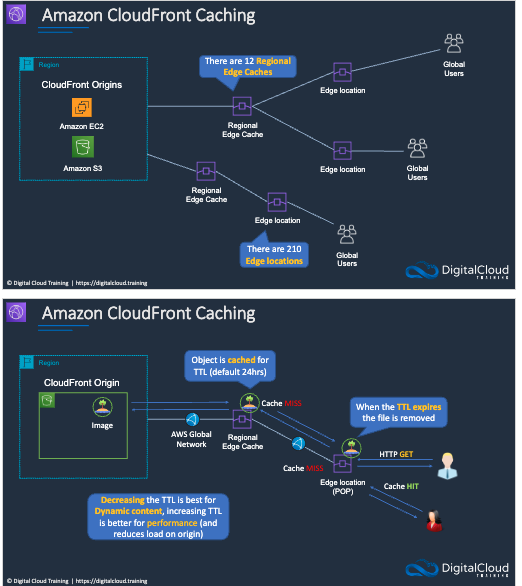 Amazon CloudFront Caching
Region
CloudFront Origins
Amazon EC2
Amazon S3
There are 12 Regional
Edge Caches
Regional
Edge Cache
Edge location
Global
Users
Edge location
Global
Users
Regional
Edge Cache
Edge location
Global
Users
There are 210
Edge locations
© Digital Cloud Training | https://digitalcloud.training
DigitalCloud
TRAINING
Amazon CloudFront Caching
Region
CloudFront Origin
Image
Object is cached for
TTL (default 24hrs)
Cache MISS
AWS Global
Network
Regional
Edge Cache
When the TTL expires
the file is removed
Cache MISS
Edge location
(POP)
HTTP GET
Cache HIT
Decreasing the TTL is best for
Dynamic content, increasing TTL
is better for performance (and
reduces load on origin)
© Digital Cloud Training | https://digitalcloud.training
DigitalCloud
TRAINING